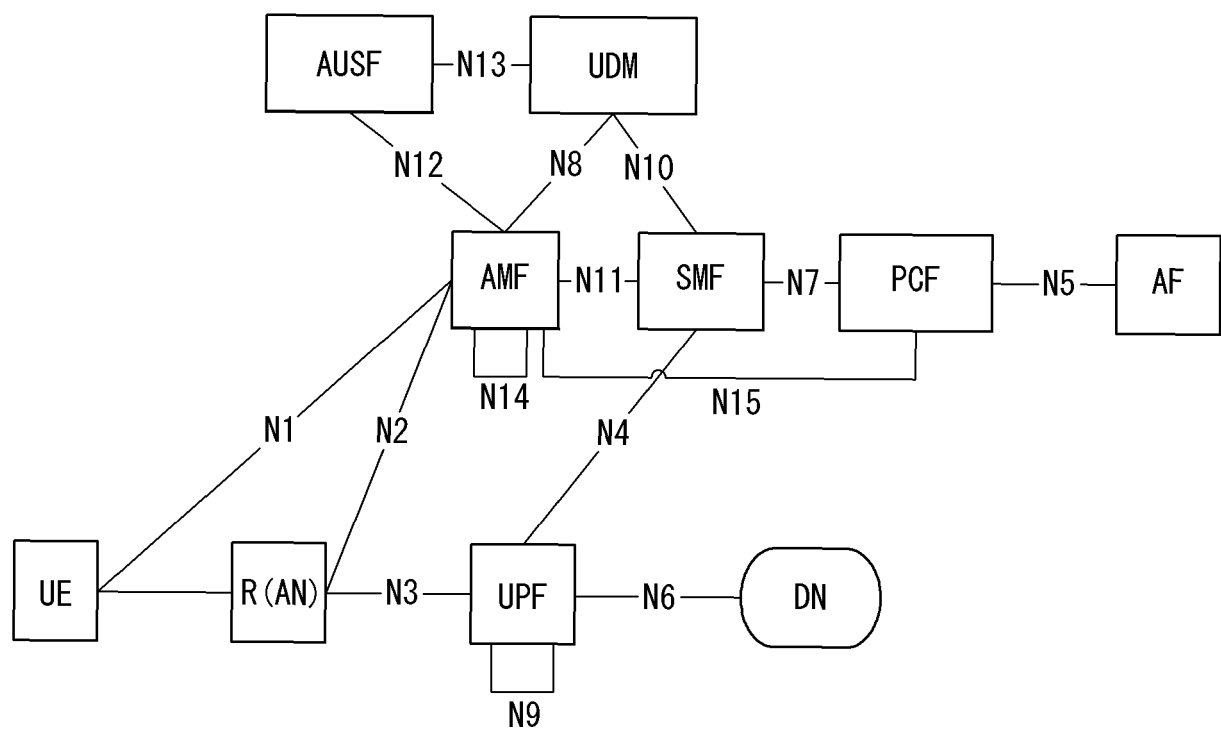 AUSF
N13
UDM
N12
N8
N10
AMF
N11
SMF
N7
PCF
N5
AF
N14
N15
N1
N2
N4
UE
R(AN)
N3
UPF
N6
DN
N9